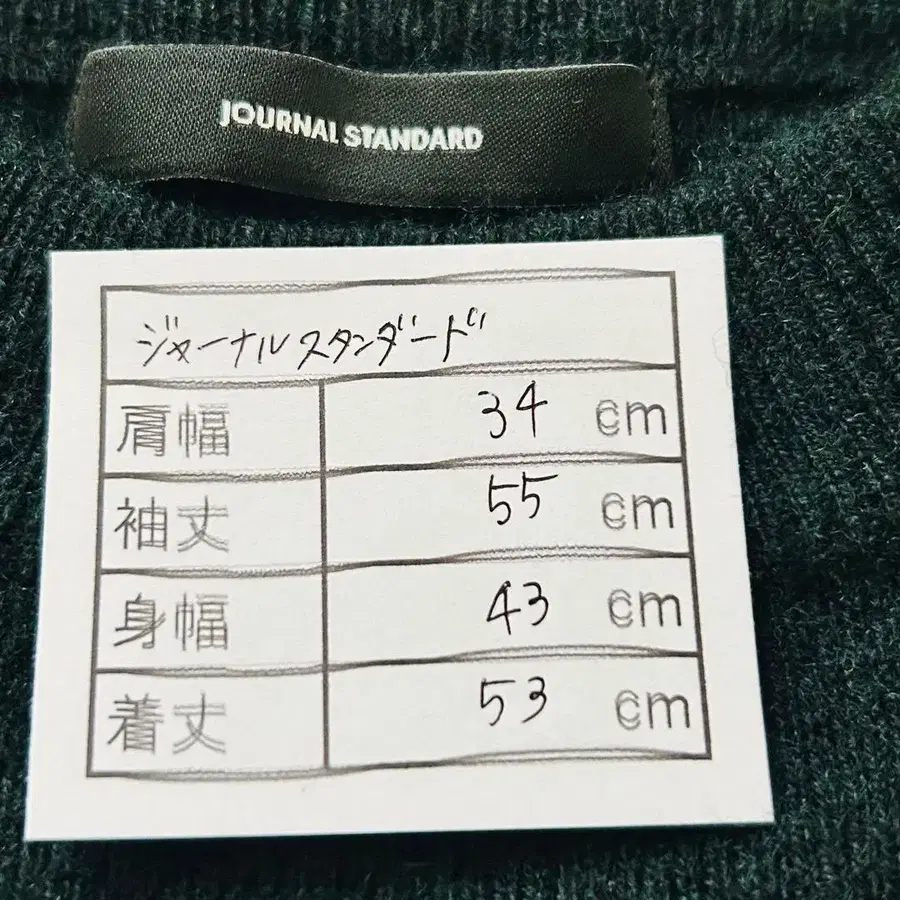 JOURNAL STANDARD
ジャーナルスタンダード
肩幅 34 cm
袖丈 55 cm
身幅 43 cm
着丈 53 cm